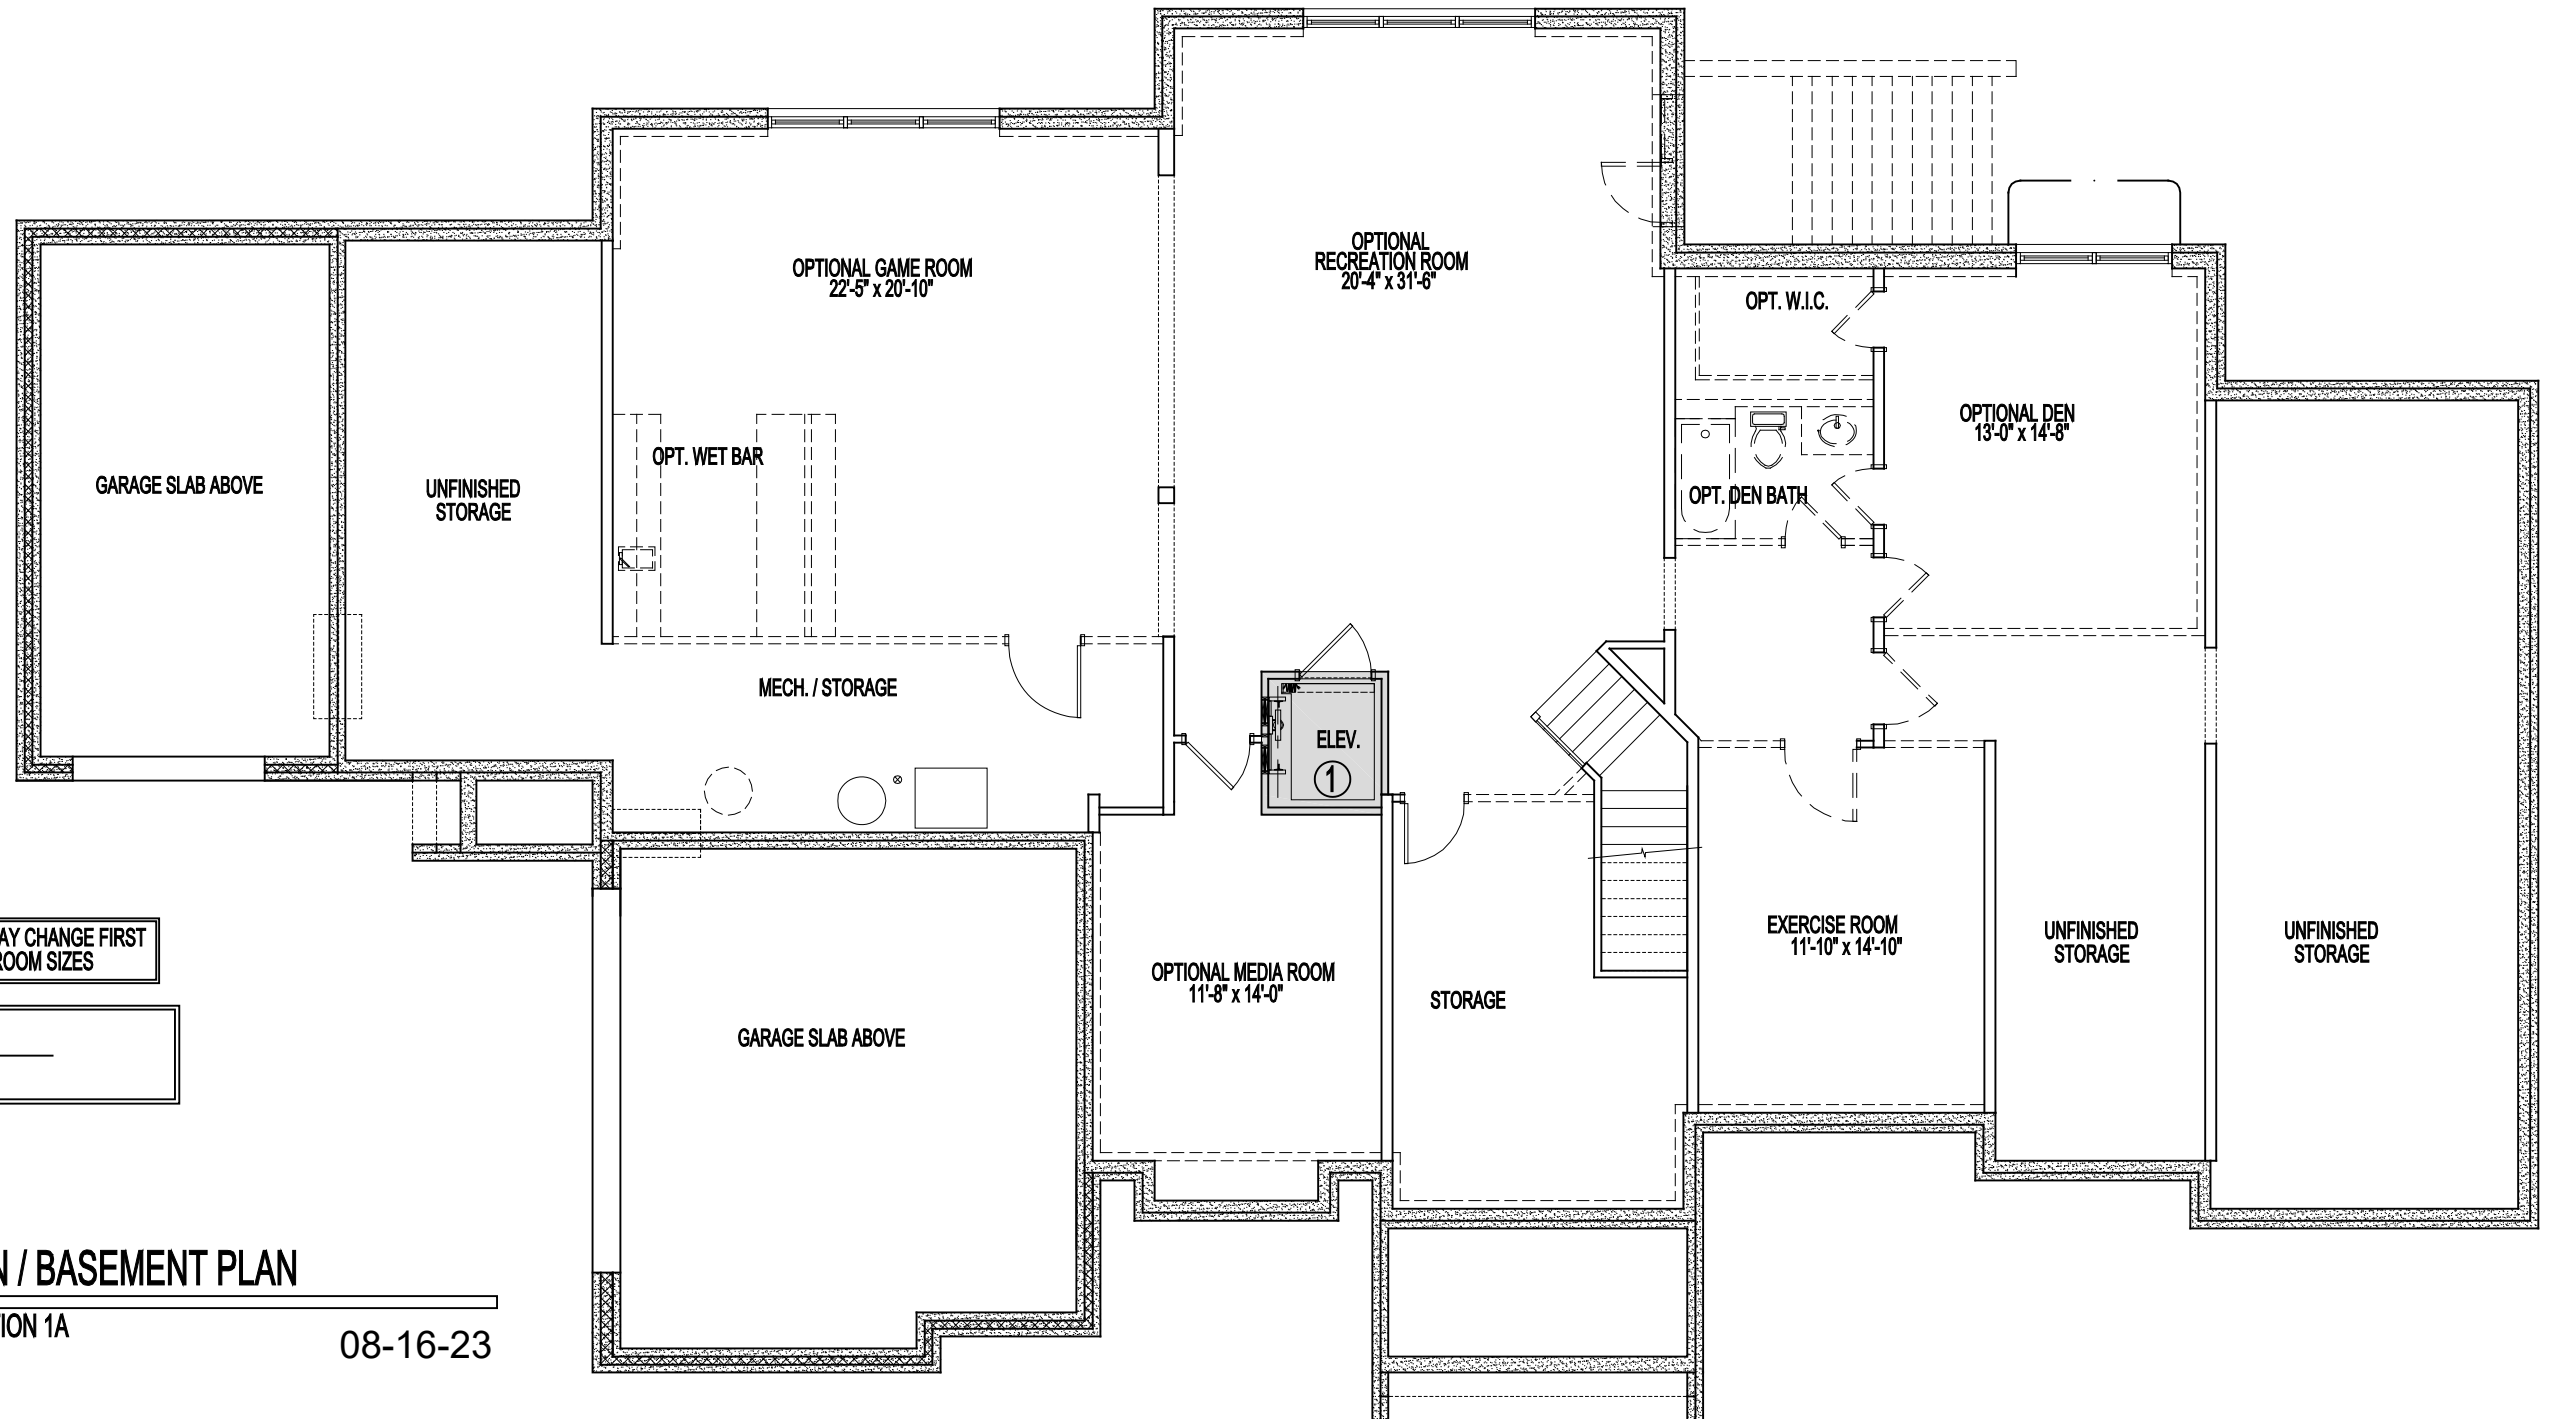 OPTIONAL GAME ROOM
22'-5" x 20'-10"
OPTIONAL
RECREATION ROOM
20'-4" x 31'-6"
OPT. W.I.C.
OPTIONAL DEN
13'-0" x 14'-8"
OPT. WET BAR
GARAGE SLAB ABOVE
UNFINISHED
STORAGE
OPT. DEN BATH
MECH. / STORAGE
ELEV.
1
EXERCISE ROOM
11'-10" x 14'-10"
UNFINISHED
STORAGE
UNFINISHED
STORAGE
OPTIONAL MEDIA ROOM
11'-8" x 14'-0"
STORAGE
GARAGE SLAB ABOVE
AY CHANGE FIRST
ROOM SIZES
N / BASEMENT PLAN
TION 1A
08-16-23